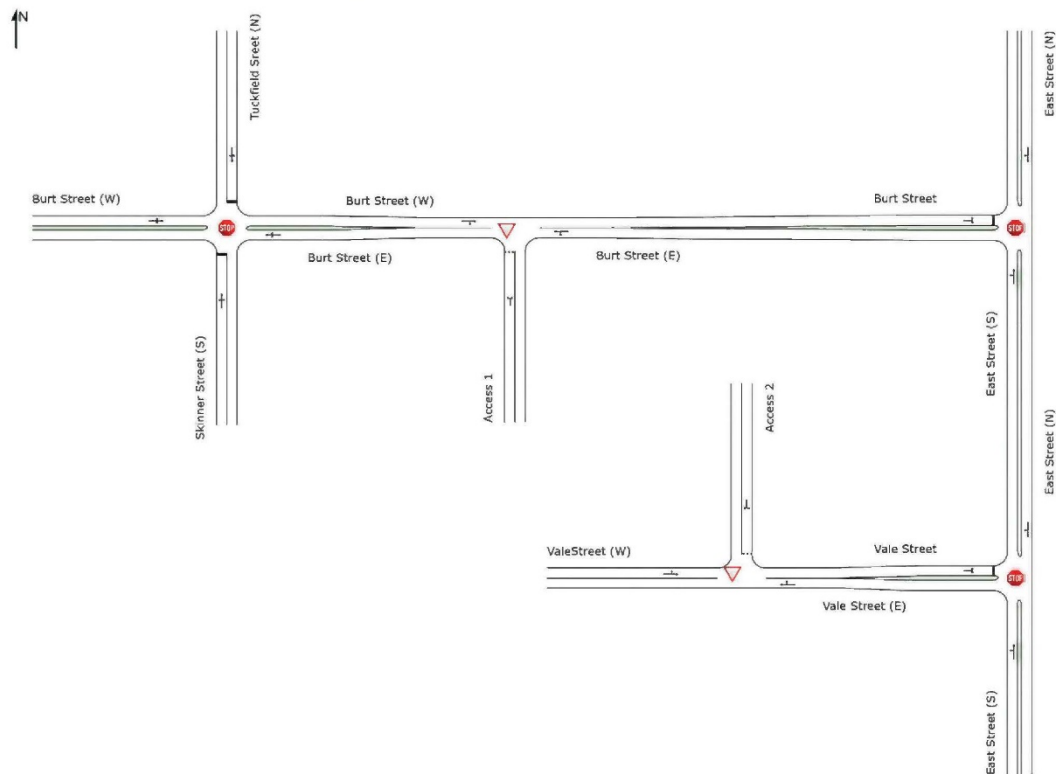 N
Tuckfield Sreet (N)
East Street (N)
Burt Street (W)
Burt Street (W)
Burt Street
STOP
STOP
Burt Street (E)
Burt Street (E)
Skinner Street (S)
Access 1
East Street (S)
Access 2
East Street (N)
ValeStreet (W)
Vale Street
STOP
Vale Street (E)
East Street (S)